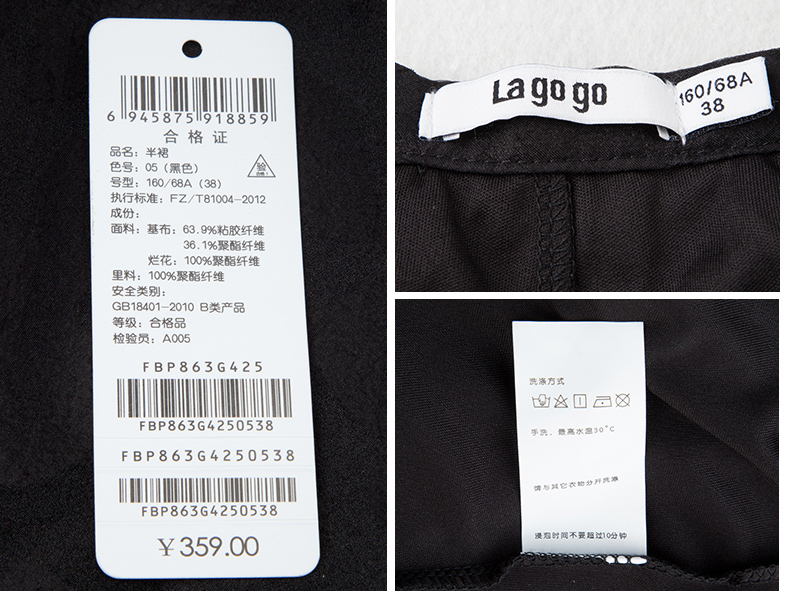 6 945875 918859
合格证
品名：半裙
色号：05（黑色）
验
合格1
号型：160/68A（38）
执行标准：FZ/T81004-2012
成份：
面料：基布：63.9%粘胶纤维
36.1%聚酯纤维
烂花：100%聚酯纤维
里料：100%聚酯纤维
安全类别：
GB18401-2010 B类产品
等级：合格品
检验员：A005
FBP863G425
FBP863G4250538
FBP863G4250538
FBP863G4250538
￥359.00
Lagogo
160/68A
38
洗涤方式
手洗，最高水温30°C
请与其它衣物分开洗涤
浸泡时间不要超过10分钟